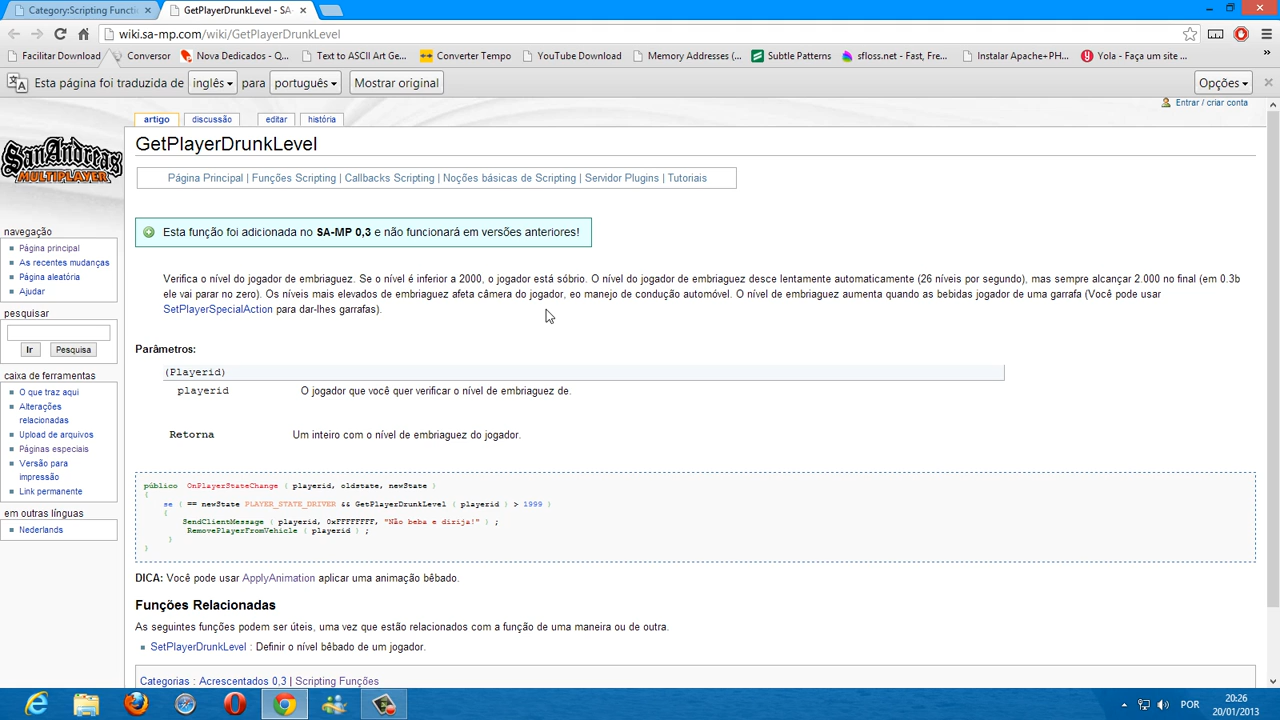 Category:Scripting Functi
GetPlayerDrunkLevel - SA-
wiki.sa-mp.com/wiki/GetPlayerDrunkLevel
Facilitar Download
Conversor
Nova Dedicados - Q...
Text to ASCII Art Ge...
Converter Tempo
YouTube Download
Memory Addresses (...
Subtle Patterns
sfloss.net - Fast, Fre...
Instalar Apache+PH...
Yola - Faça um site ...
Esta página foi traduzida de inglês para português Mostrar original Opções
Entrar / criar conta
artigo discussão editar história
SanAndreas
MULTIPLAYER
GetPlayerDrunkLevel
Página Principal | Funções Scripting | Callbacks Scripting | Noções básicas de Scripting | Servidor Plugins | Tutoriais
navegação
Página principal
As recentes mudanças
Página aleatória
Ajudar
pesquisar
Ir Pesquisa
caixa de ferramentas
O que traz aqui
Alterações
relacionadas
Upload de arquivos
Páginas especiais
Versão para
impressão
Link permanente
em outras línguas
Nederlands
Esta função foi adicionada no SA-MP 0,3 e não funcionará em versões anteriores!
Verifica o nível do jogador de embriaguez. Se o nível é inferior a 2000, o jogador está sóbrio. O nível do jogador de embriaguez desce lentamente automaticamente (26 níveis por segundo), mas sempre alcançar 2.000 no final (em 0.3b
ele vai parar no zero). Os níveis mais elevados de embriaguez afeta câmera do jogador, eo manejo de condução automóvel. O nível de embriaguez aumenta quando as bebidas jogador de uma garrafa (Você pode usar
SetPlayerSpecialAction para dar-lhes garrafas).
Parâmetros:
(Playerid)
playerid O jogador que você quer verificar o nível de embriaguez de.
Retorna Um inteiro com o nível de embriaguez do jogador.
público OnPlayerStateChange ( playerid, oldstate, newState )
{
se ( == newState PLAYER_STATE_DRIVER && GetPlayerDrunkLevel ( playerid ) > 1999 )
{
SendClientMessage ( playerid, 0xFFFFFFFF, "Não beba e dirija!" ) ;
RemovePlayerFromVehicle ( playerid ) ;
}
}
DICA: Você pode usar ApplyAnimation aplicar uma animação bêbado.
Funções Relacionadas
As seguintes funções podem ser úteis, uma vez que estão relacionados com a função de uma maneira ou de outra.
SetPlayerDrunkLevel : Definir o nível bêbado de um jogador.
Categorias : Acrescentados 0,3 | Scripting Funções
POR
20:26
20/01/2013